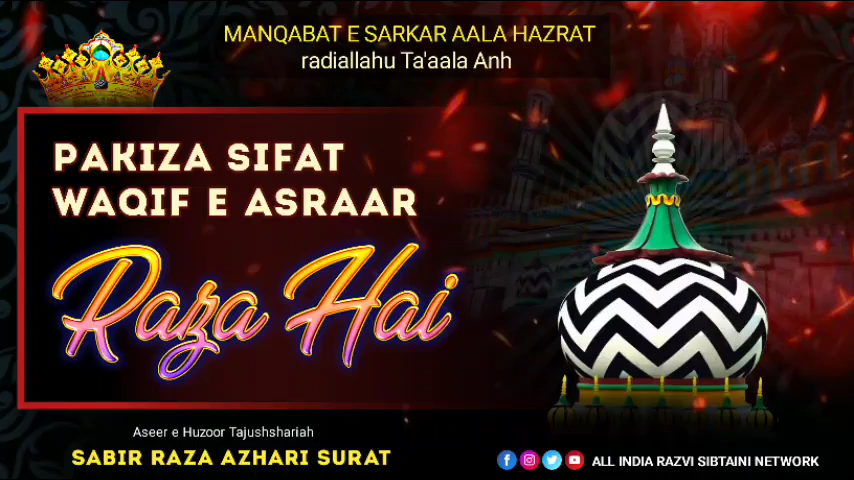 MANQABAT E SARKAR AALA HAZRAT
radiallahu Ta'aala Anh
PAKIZA SIFAT
WAQIF E ASRAAR
Raza Hai
Aseer e Huzoor Tajushshariah
SABIR RAZA AZHARI SURAT
ALL INDIA RAZVI SIBTAINI NETWORK